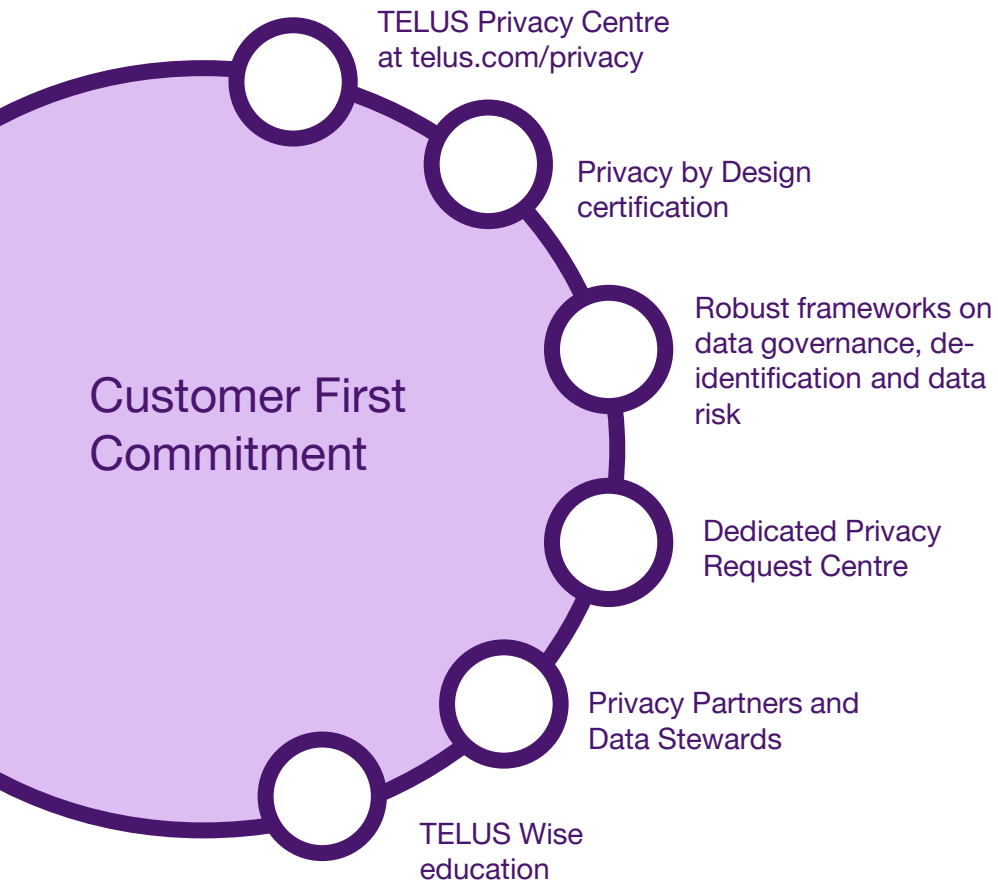 TELUS Privacy Centre
at telus.com/privacy
Privacy by Design
certification
Robust frameworks on
data governance, de-
identification and data
risk
Customer First
Commitment
Dedicated Privacy
Request Centre
Privacy Partners and
Data Stewards
TELUS Wise
education